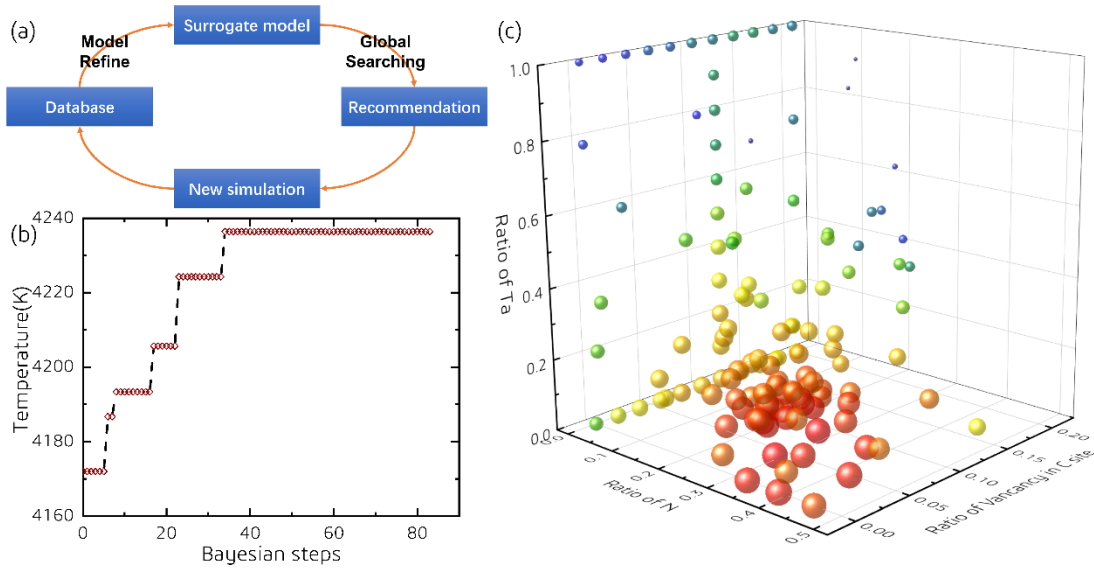 (a)
Surrogate model
Model
Refine
Global
Searching
Database
Recommendation
New simulation
(b)
4240
4220
4200
4180
4160
Temperature(K)
0
20
40
60
80
Bayesian steps
(c)
1.0
0.8
0.6
0.4
0.2
0.0
Ratio of Ta
0.0
0.1
0.2
0.3
0.4
0.5
Ratio of N
0.00
0.05
0.10
0.15
0.20
Ratio of Vancancy in C site